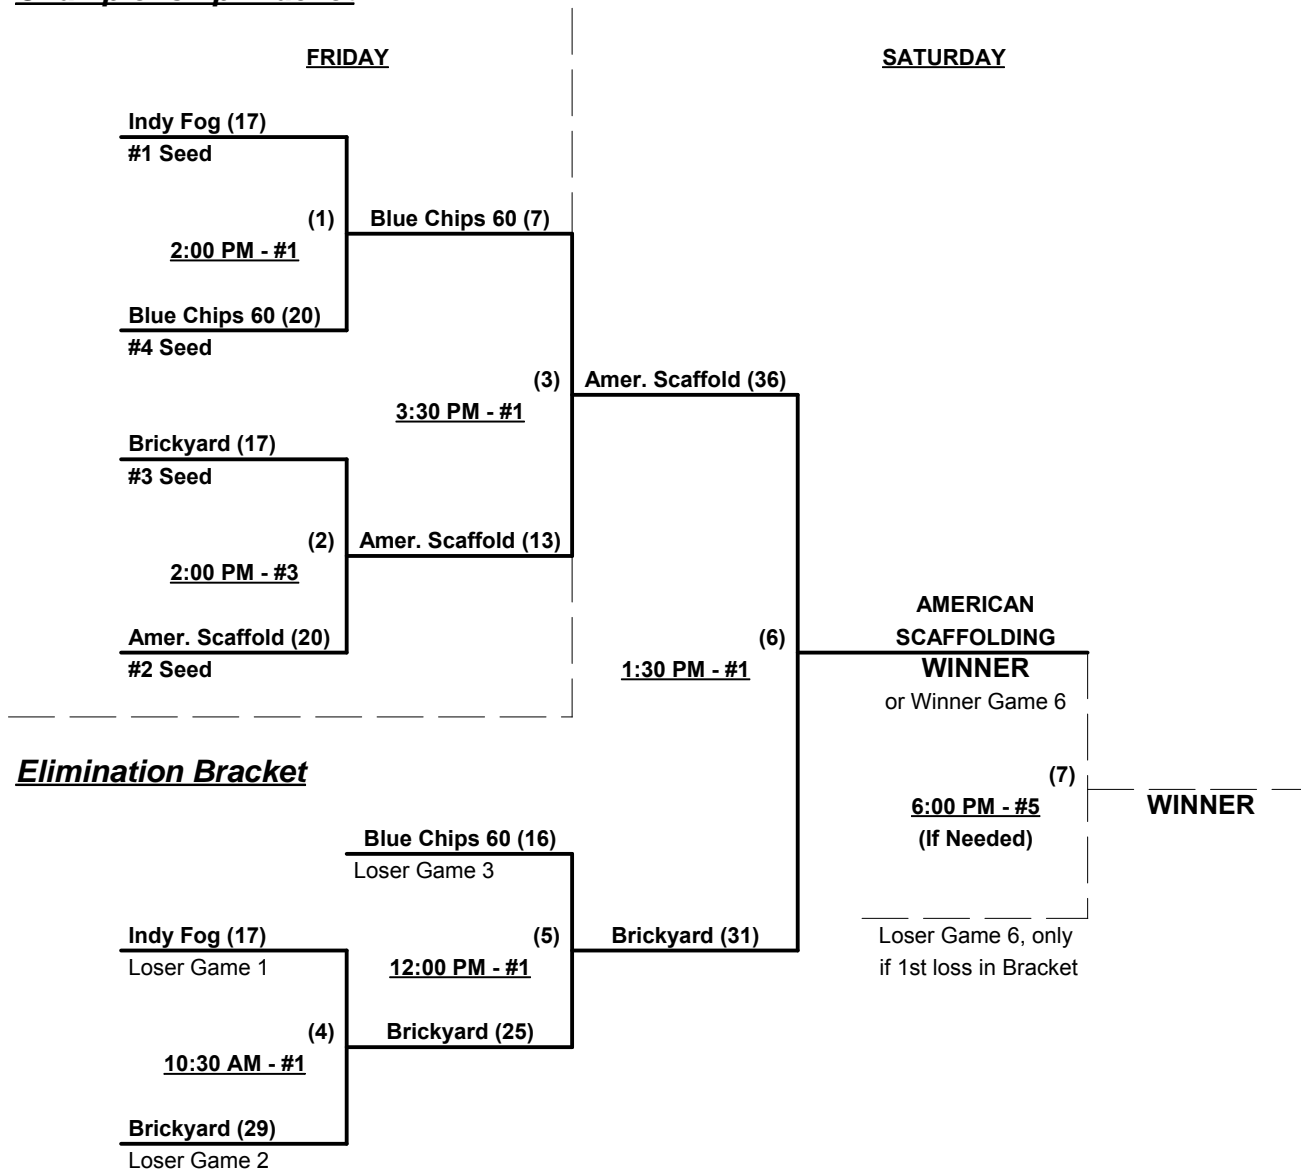 FRIDAY
SATURDAY
Indy Fog (17)
#1 Seed
(1)
Blue Chips 60 (7)
2:00 PM - #1
Blue Chips 60 (20)
#4 Seed
(3)
Amer. Scaffold (36)
3:30 PM - #1
Brickyard (17)
#3 Seed
(2)
Amer. Scaffold (13)
2:00 PM - #3
Amer. Scaffold (20)
#2 Seed
(6)
1:30 PM - #1
AMERICAN
SCAFFOLDING
WINNER
or Winner Game 6
Elimination Bracket
(7)
6:00 PM - #5
(If Needed)
WINNER
Blue Chips 60 (16)
Loser Game 3
Indy Fog (17)
Loser Game 1
(5)
Brickyard (31)
12:00 PM - #1
Loser Game 6, only
if 1st loss in Bracket
(4)
Brickyard (25)
10:30 AM - #1
Brickyard (29)
Loser Game 2